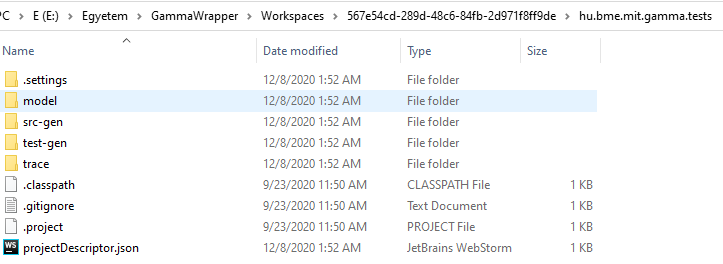 PC > E (E:) > Egyetem > GammaWrapper > Workspaces > 567e54cd-289d-48c6-84fb-2d971f8ff9de > hu.bme.mit.gamma.tests
Name Date modified Type Size
.settings 12/8/2020 1:52 AM File folder
model 12/8/2020 1:52 AM File folder
src-gen 12/8/2020 1:52 AM File folder
test-gen 12/8/2020 1:52 AM File folder
trace 12/8/2020 1:52 AM File folder
.classpath 9/23/2020 11:50 AM CLASSPATH File 1 KB
.gitignore 9/23/2020 11:50 AM Text Document 1 KB
.project 9/23/2020 11:50 AM PROJECT File 1 KB
WS projectDescriptor.json 12/8/2020 1:52 AM JetBrains WebStorm 1 KB